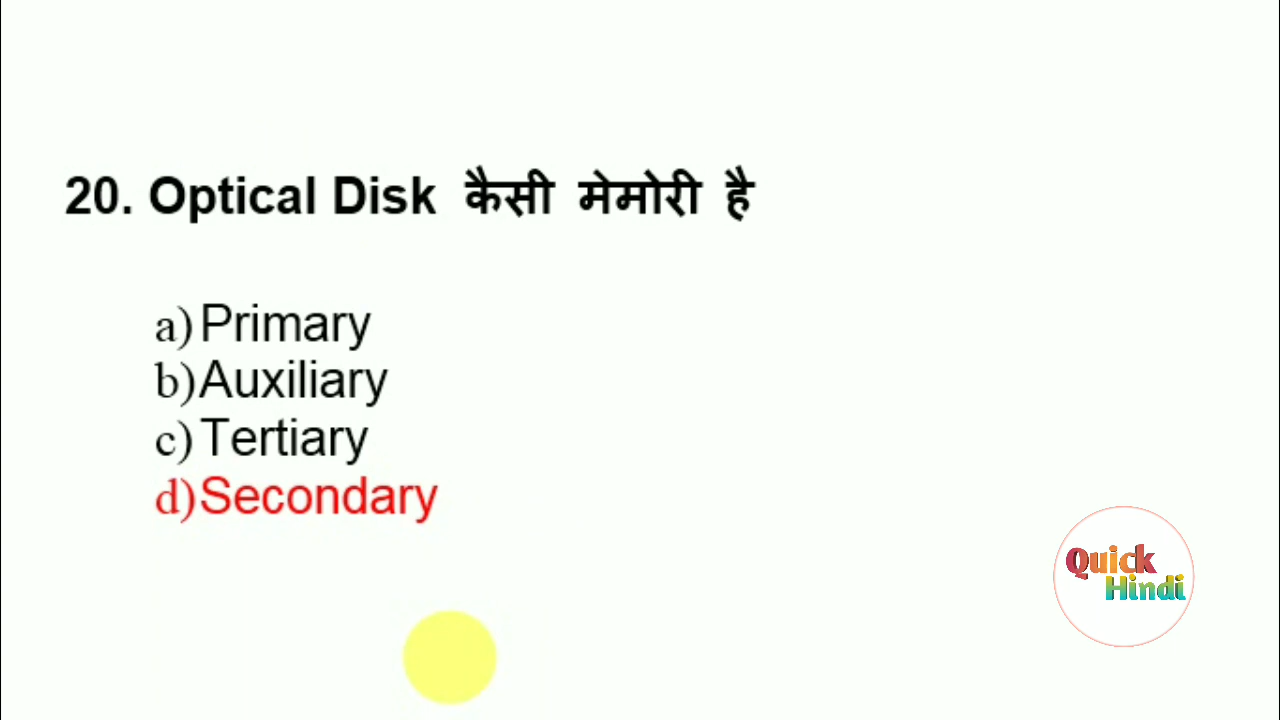 20. Optical Disk कैसी मेमोरी है
a) Primary
b) Auxiliary
c) Tertiary
d) Secondary
Quick
Hindi